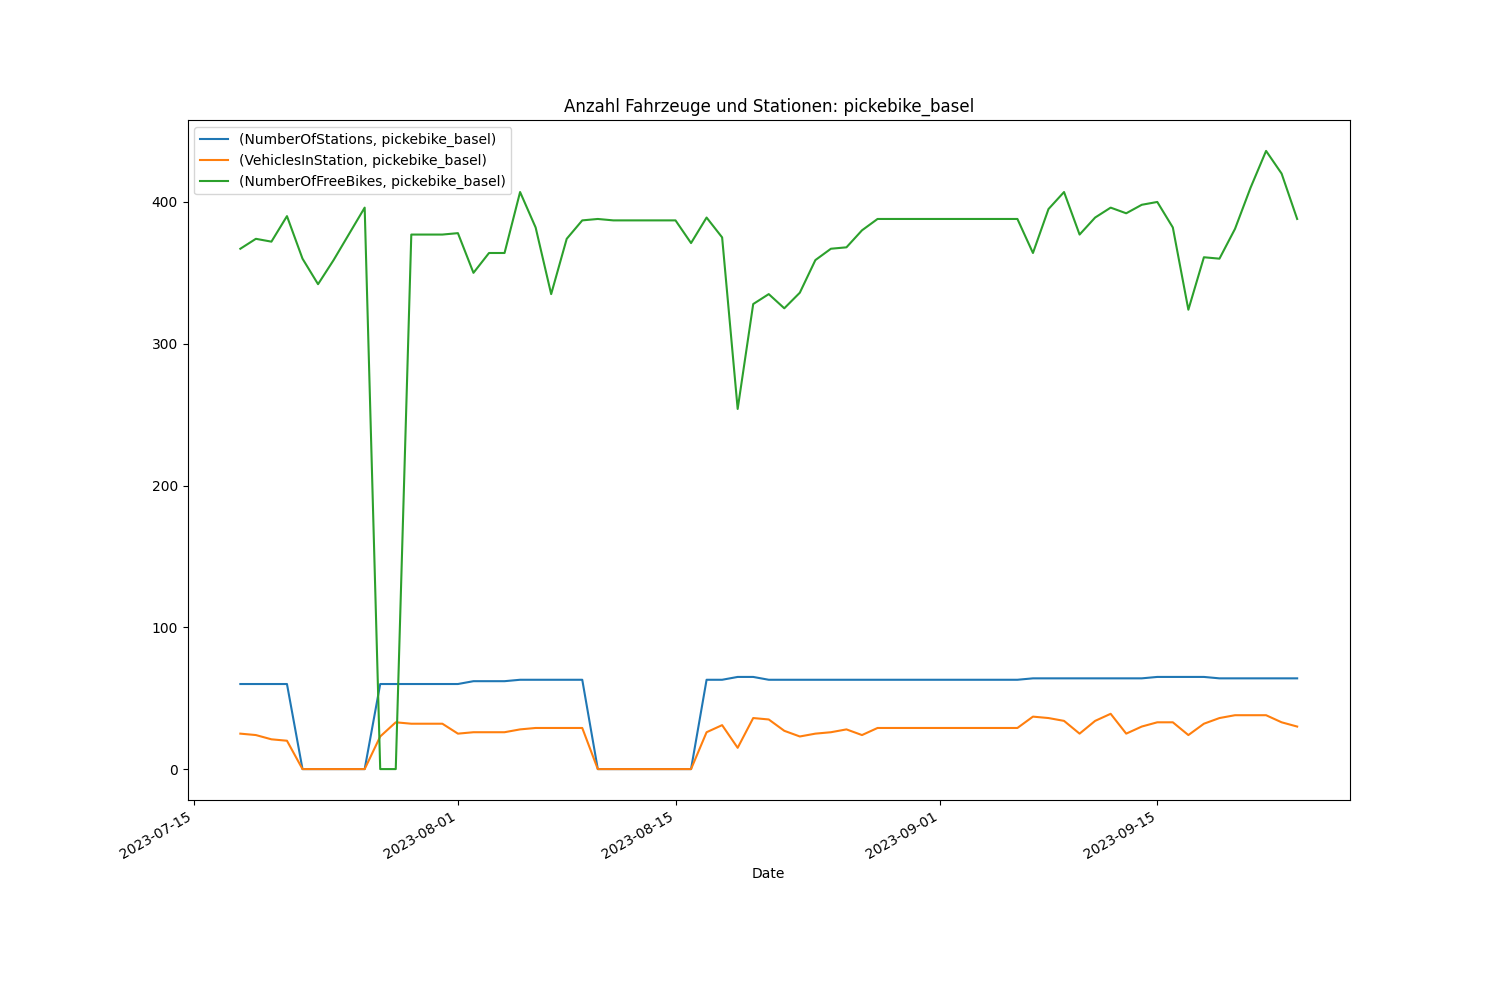 Anzahl Fahrzeuge und Stationen: pickebike_basel
(NumberOfStations, pickebike_basel)
(VehiclesInStation, pickebike_basel)
(NumberOfFreeBikes, pickebike_basel)
400
300
200
100
0
2023-07-15
2023-08-01
2023-08-15
2023-09-01
2023-09-15
Date